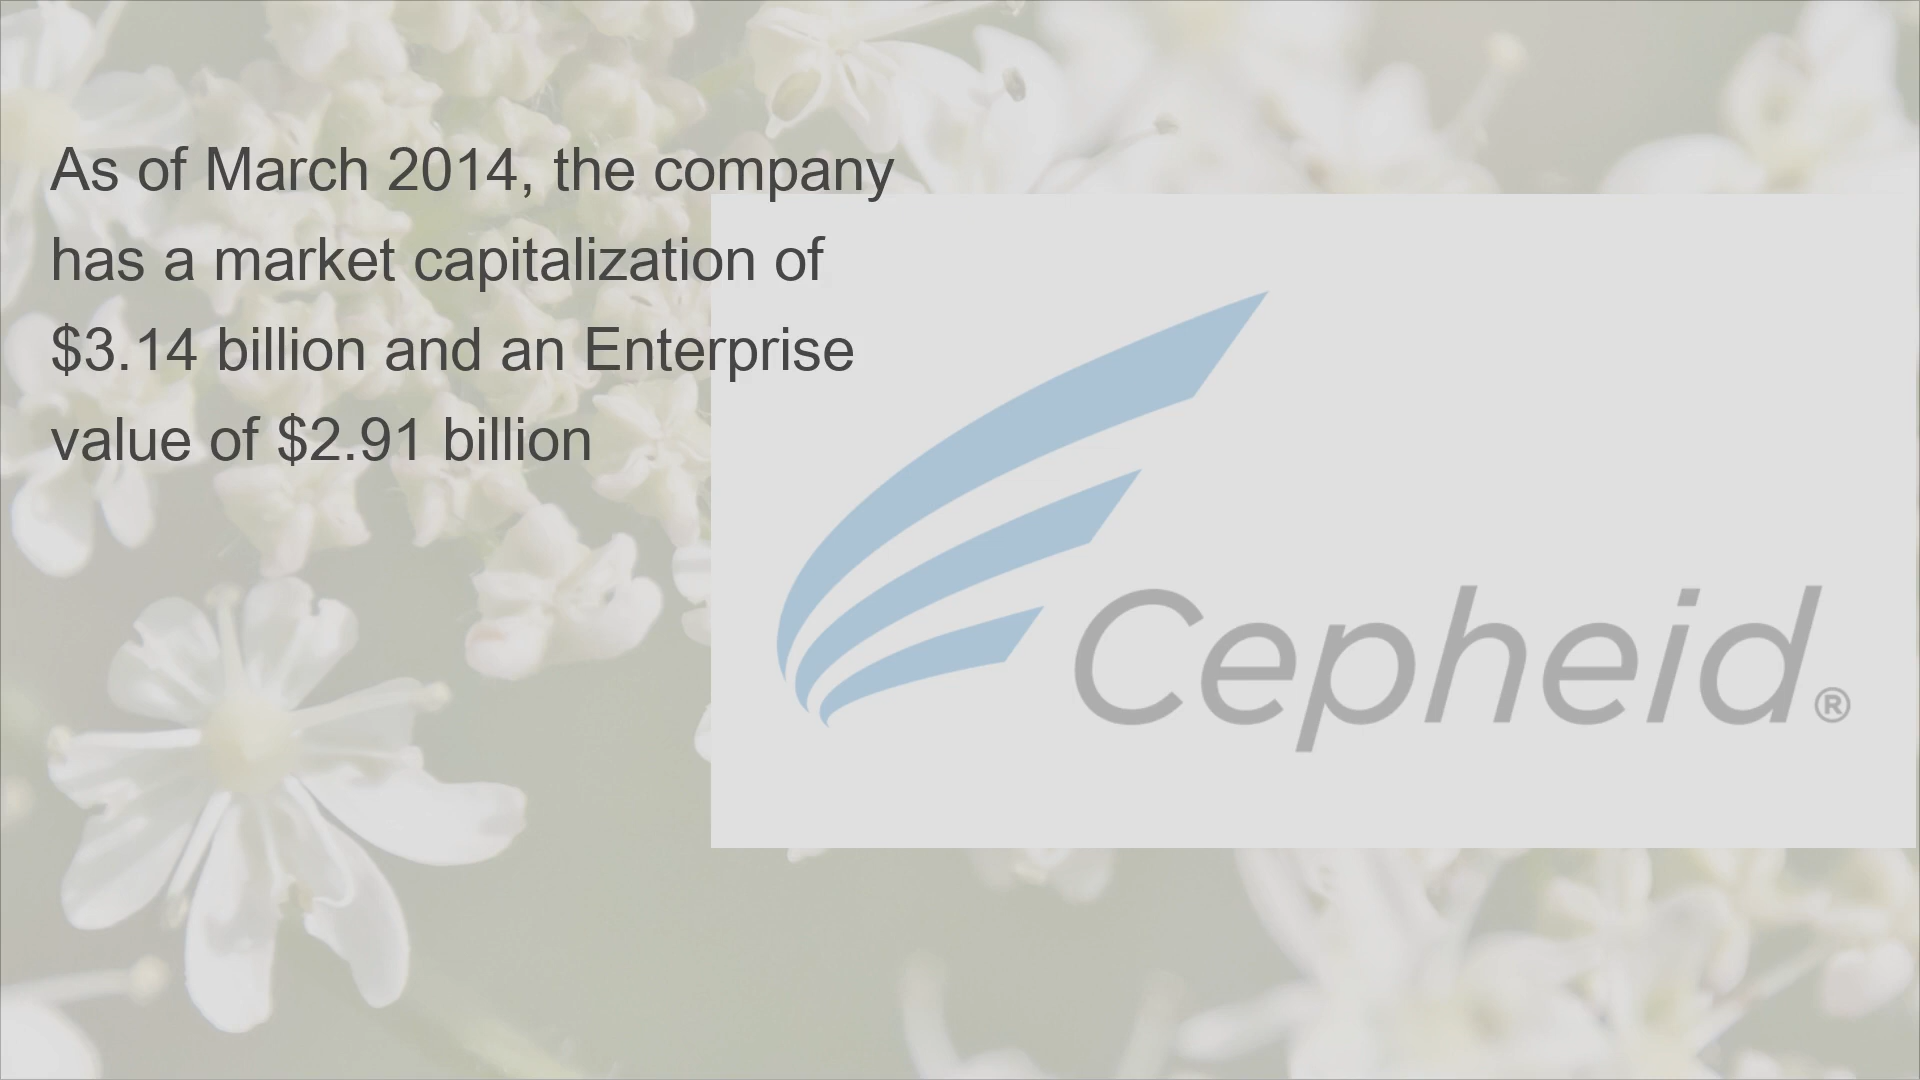 As of March 2014, the company
has a market capitalization of
$3.14 billion and an Enterprise
value of $2.91 billion
Cepheid®